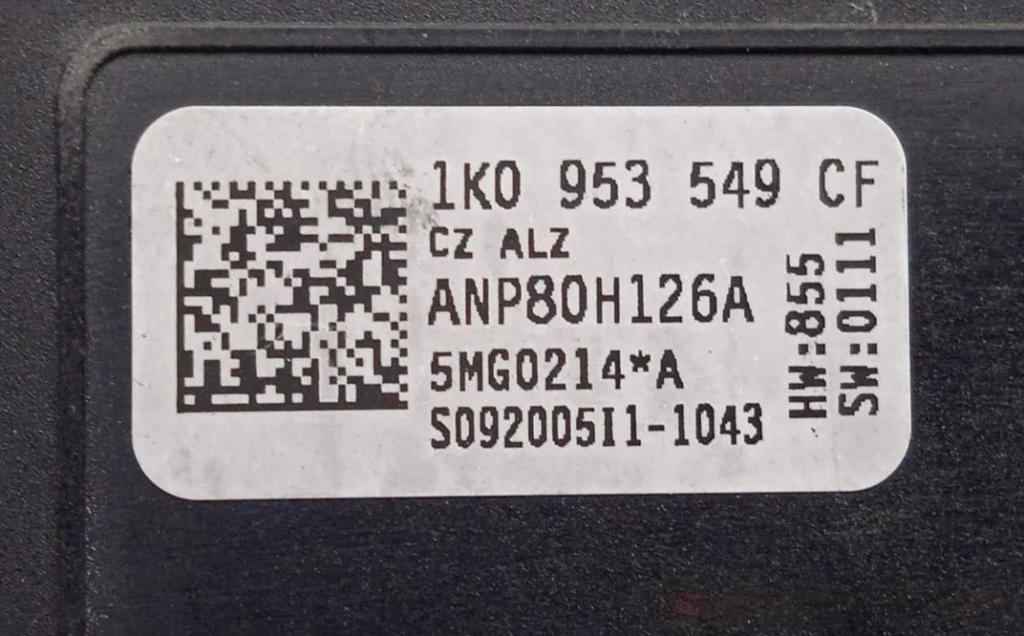 1K0 953 549 CF
CZ ALZ
ANP80H126A
5MG0214*A
S092005I1-1043
HW:855
SW:0111